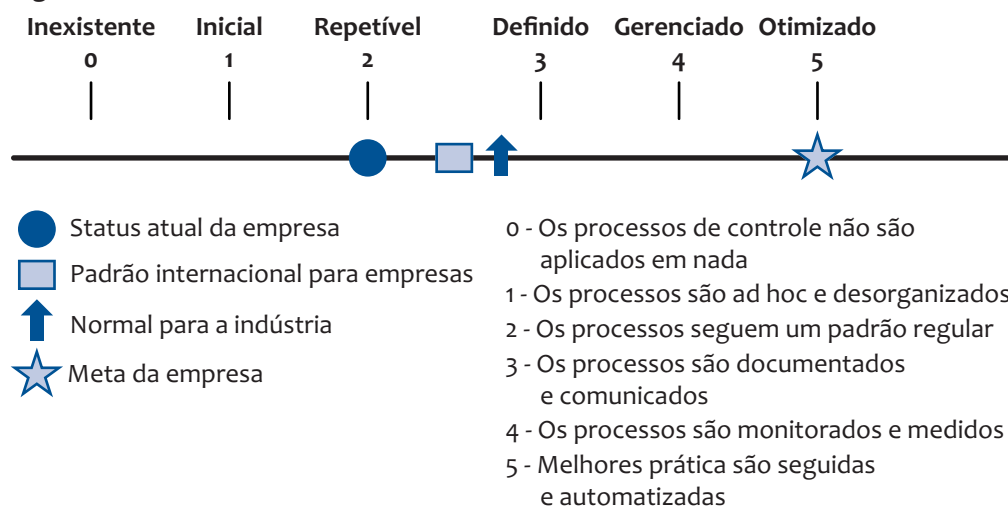 Inexistente Inicial Repetível Definido Gerenciado Otimizado
0 1 2 3 4 5
Status atual da empresa
Padrão internacional para empresas
Normal para a indústria
Meta da empresa
0 - Os processos de controle não são
aplicados em nada
1 - Os processos são ad hoc e desorganizados
2 - Os processos seguem um padrão regular
3 - Os processos são documentados
e comunicados
4 - Os processos são monitorados e medidos
5 - Melhores prática são seguidas
e automatizadas